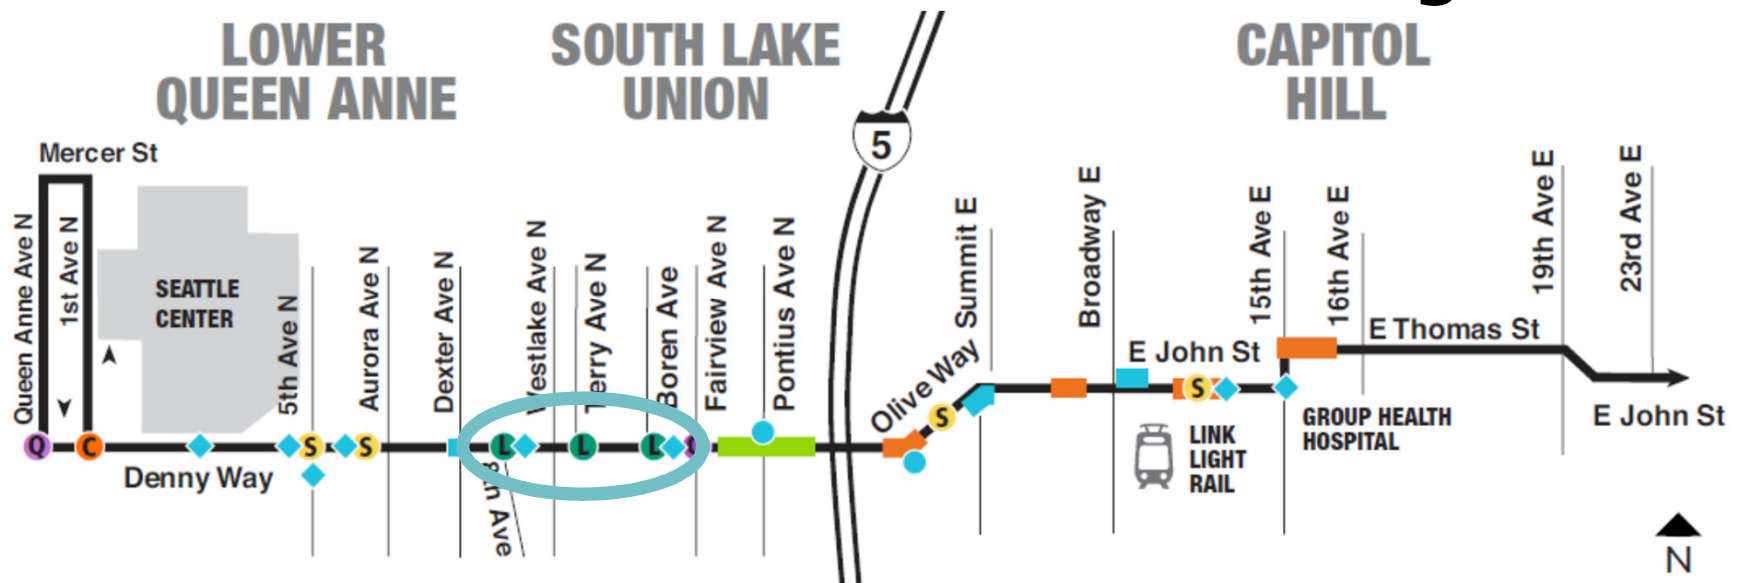 LOWER
QUEEN ANNE
SOUTH LAKE
UNION
CAPITOL
HILL
5
Mercer St
Queen Anne Ave N
1st Ave N
SEATTLE
CENTER
5th Ave N
Aurora Ave N
Dexter Ave N
Westlake Ave N
Terry Ave N
Boren Ave
Fairview Ave N
Pontius Ave N
Olive Way
Summit E
Broadway E
E John St
15th Ave E
16th Ave E
E Thomas St
19th Ave E
23rd Ave E
E John St
Q
C
S
S
L
L
L
S
S
Denny Way
Ave
LINK
LIGHT
RAIL
GROUP HEALTH
HOSPITAL
N